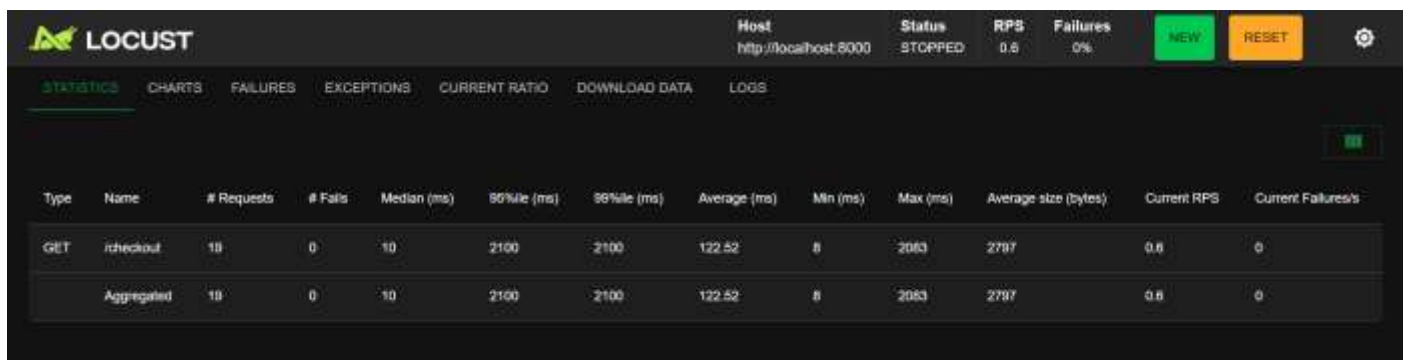 LOCUST
Host
http://localhost:8000
Status
STOPPED
RPS
0.6
Failures
0%
NEW
RESET
STATISTICS CHARTS FAILURES EXCEPTIONS CURRENT RATIO DOWNLOAD DATA LOGS
Type Name # Requests # Fails Median (ms) 95%ile (ms) 99%ile (ms) Average (ms) Min (ms) Max (ms) Average size (bytes) Current RPS Current Failures/s
GET /checkout 19 0 10 2100 2100 122.52 8 2083 2797 0.6 0
Aggregated 19 0 10 2100 2100 122.52 8 2083 2797 0.6 0